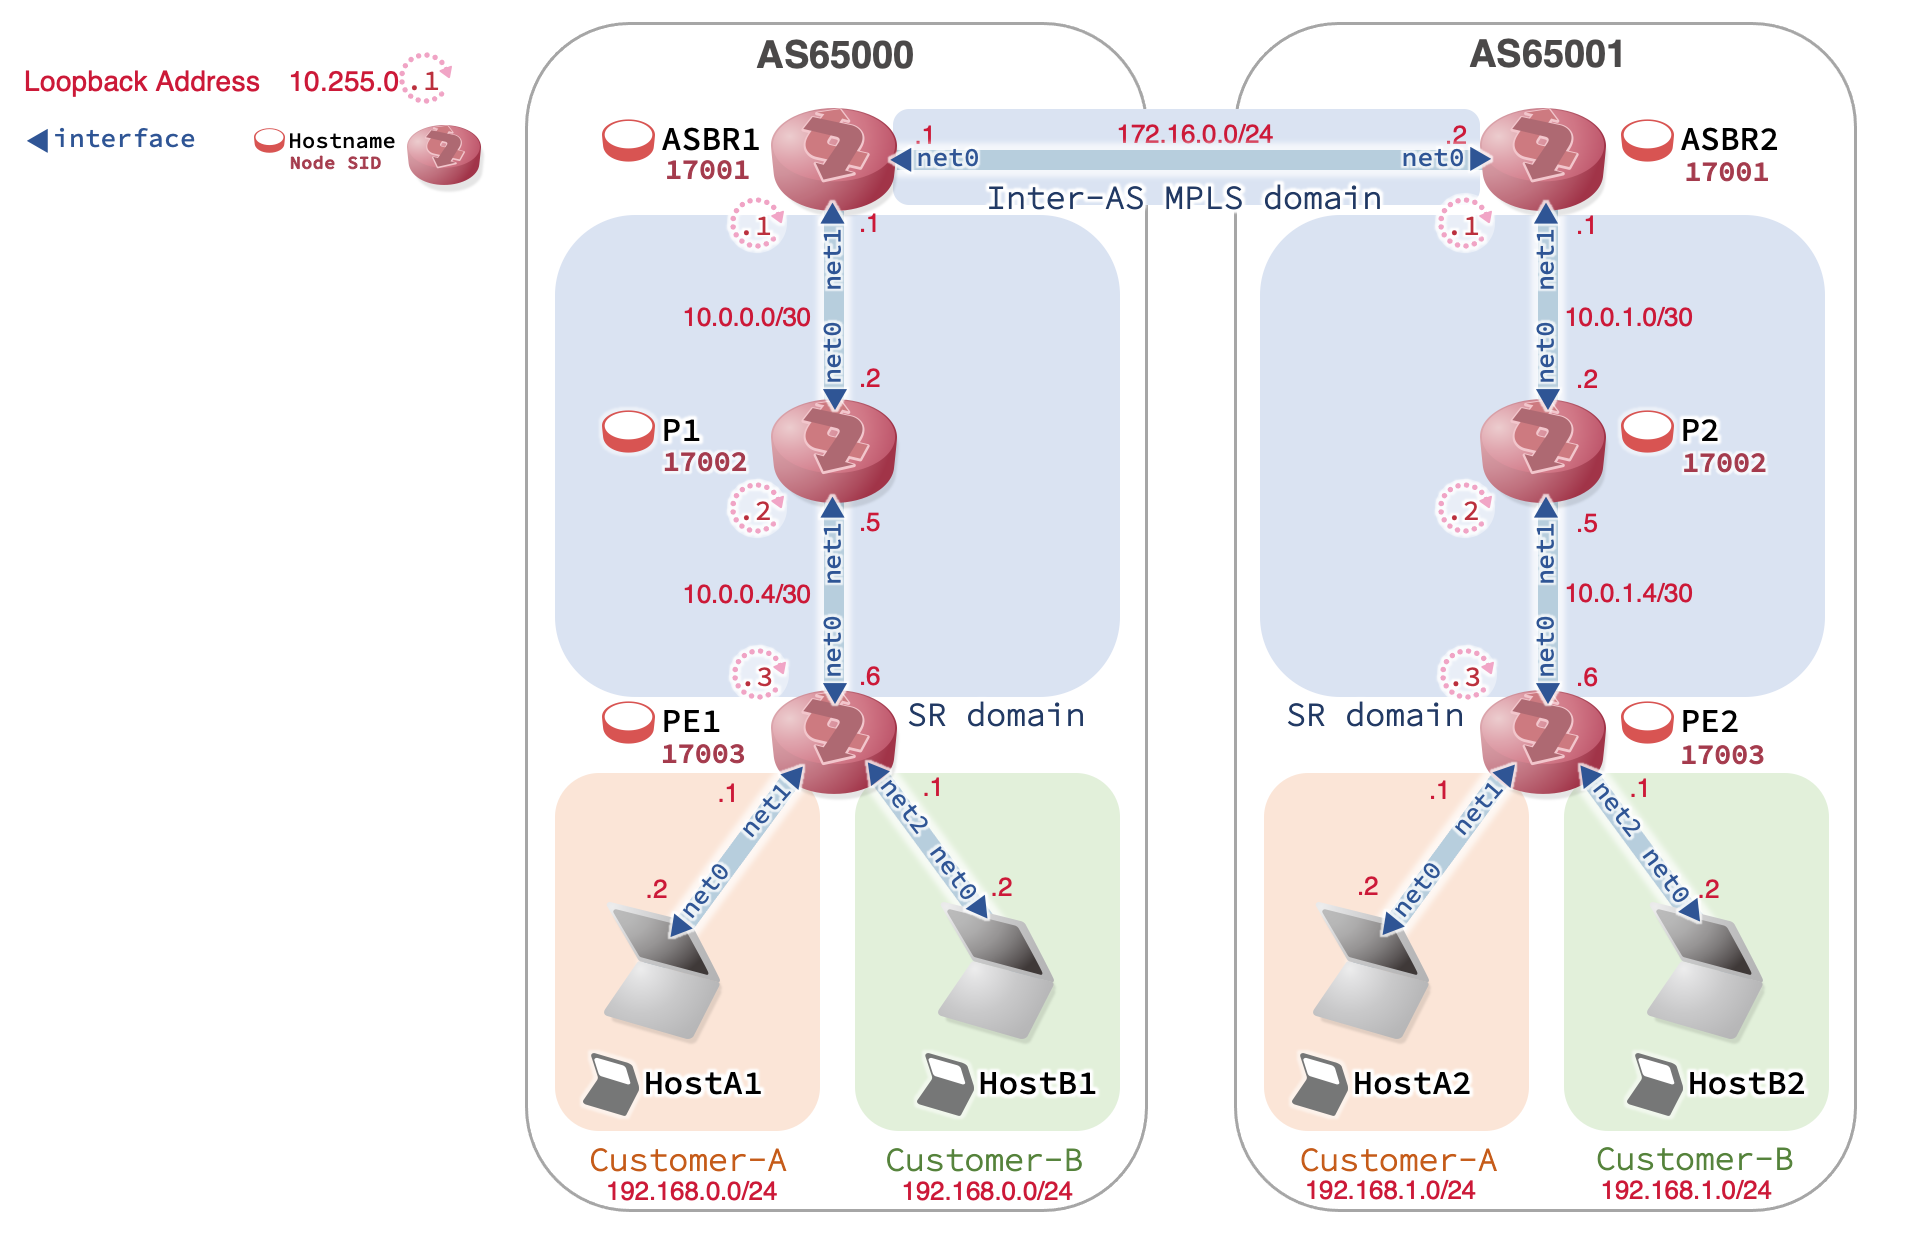 Loopback Address 10.255.0 .1
interface
Hostname
Node SID
AS65000
ASBR1
17001
.1
net0
172.16.0.0/24
.2
net0
Inter-AS MPLS domain
.1
.1
net1
10.0.0.0/30
net0
.2
P1
17002
.2
.5
net1
10.0.0.4/30
net0
.3
.6
PE1
17003
SR domain
.1
net1
net0
.2
.1
net2
net0
.2
HostA1
HostB1
Customer-A
192.168.0.0/24
Customer-B
192.168.0.0/24
AS65001
ASBR2
17001
.1
.1
net1
10.0.1.0/30
net0
.2
P2
17002
.2
.5
net1
10.0.1.4/30
net0
.3
.6
SR domain
PE2
17003
.1
net1
net0
.2
.1
net2
net0
.2
HostA2
HostB2
Customer-A
192.168.1.0/24
Customer-B
192.168.1.0/24